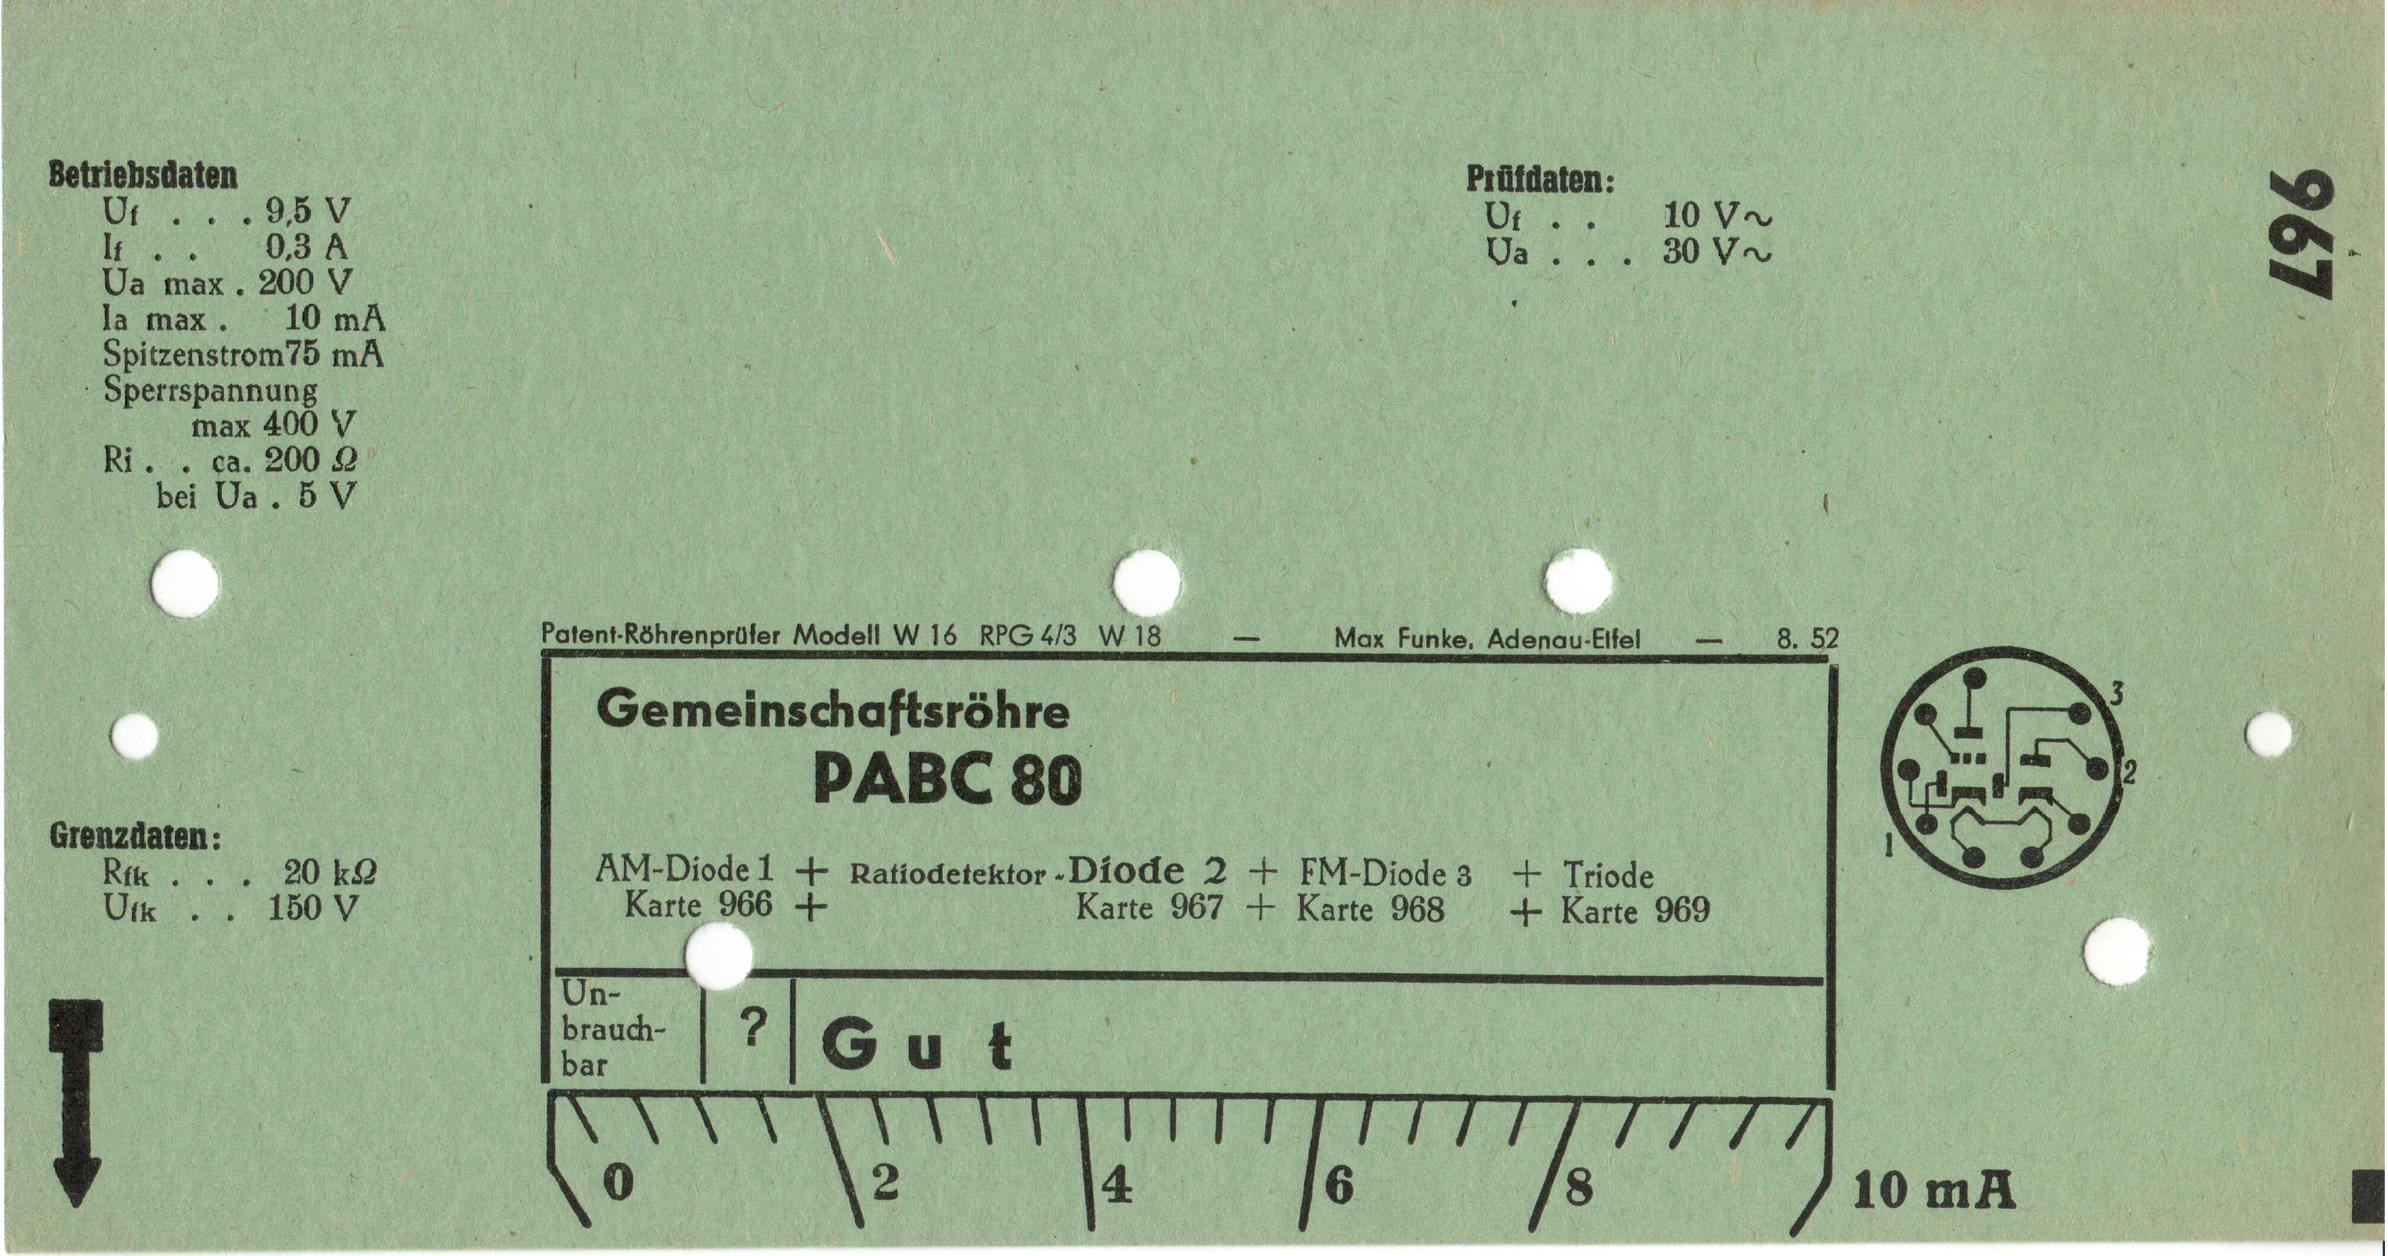 Betriebsdaten
Uf . . . 9,5 V
If . . 0,3 A
Ua max . 200 V
Ia max . 10 mA
Spitzenstrom75 mA
Sperrspannung
max 400 V
Ri . . ca. 200 Ω
bei Ua . 5 V
Prüfdaten:
Uf . . 10 V~
Ua . . . 30 V~
967
Grenzdaten:
Rfk . . . 20 kΩ
Ufk . . 150 V
Patent-Röhrenprüfer Modell W 16 RPG 4/3 W 18 — Max Funke, Adenau-Eifel — 8. 52
Gemeinschaftsröhre
PABC 80
AM-Diode 1 + Ratiodetektor-Diode 2 + FM-Diode 3 + Triode
Karte 966 + Karte 967 + Karte 968 + Karte 969
Un-
brauch-
bar
?
Gut
0 2 4 6 8 10 mA
3
2
1